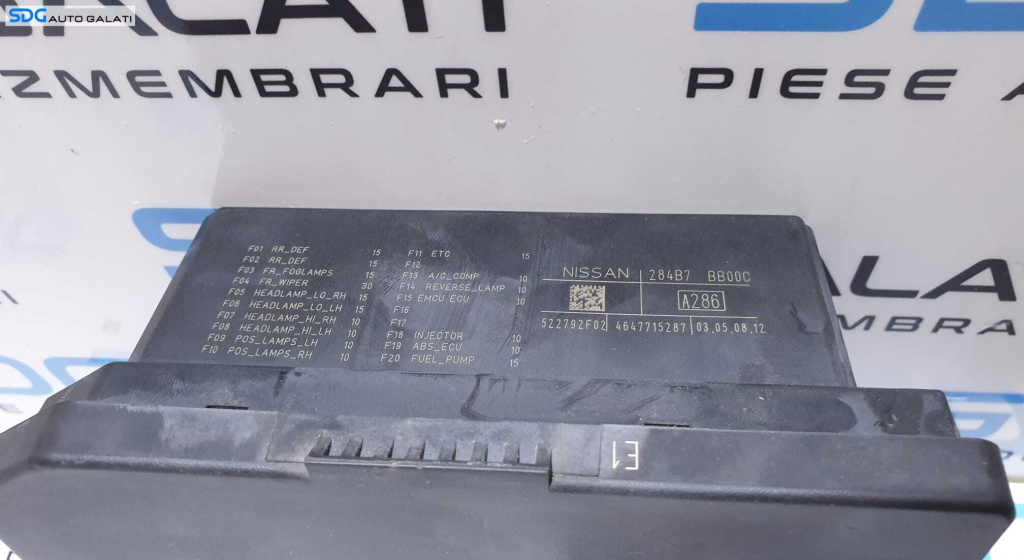 SDG AUTO GALATI
GALATI
EZMEMBRARI
PIESE A
F01 RR_DEF 15
F02 RR_DEF 15
F03 FR_FOGLAMPS 15
F04 FR_WIPER 30
F05 HEADLAMP_LO_RH 15
F06 HEADLAMP_LO_LH 15
F07 HEADLAMP_HI_RH 10
F08 HEADLAMP_HI_LH 10
F09 POS_LAMPS_LH 10
F10 POS_LAMPS_RH 10
F11 ETC 15
F12
F13 A/C_COMP 10
F14 REVERSE_LAMP 10
F15 EMCU ECU 10
F16
F17
F18 INJECTOR 10
F19 ABS_ECU 10
F20 FUEL_PUMP 15
NISSAN 284B7 BB00C
A286
522792F02 4647715287 03.05.08.12
E1